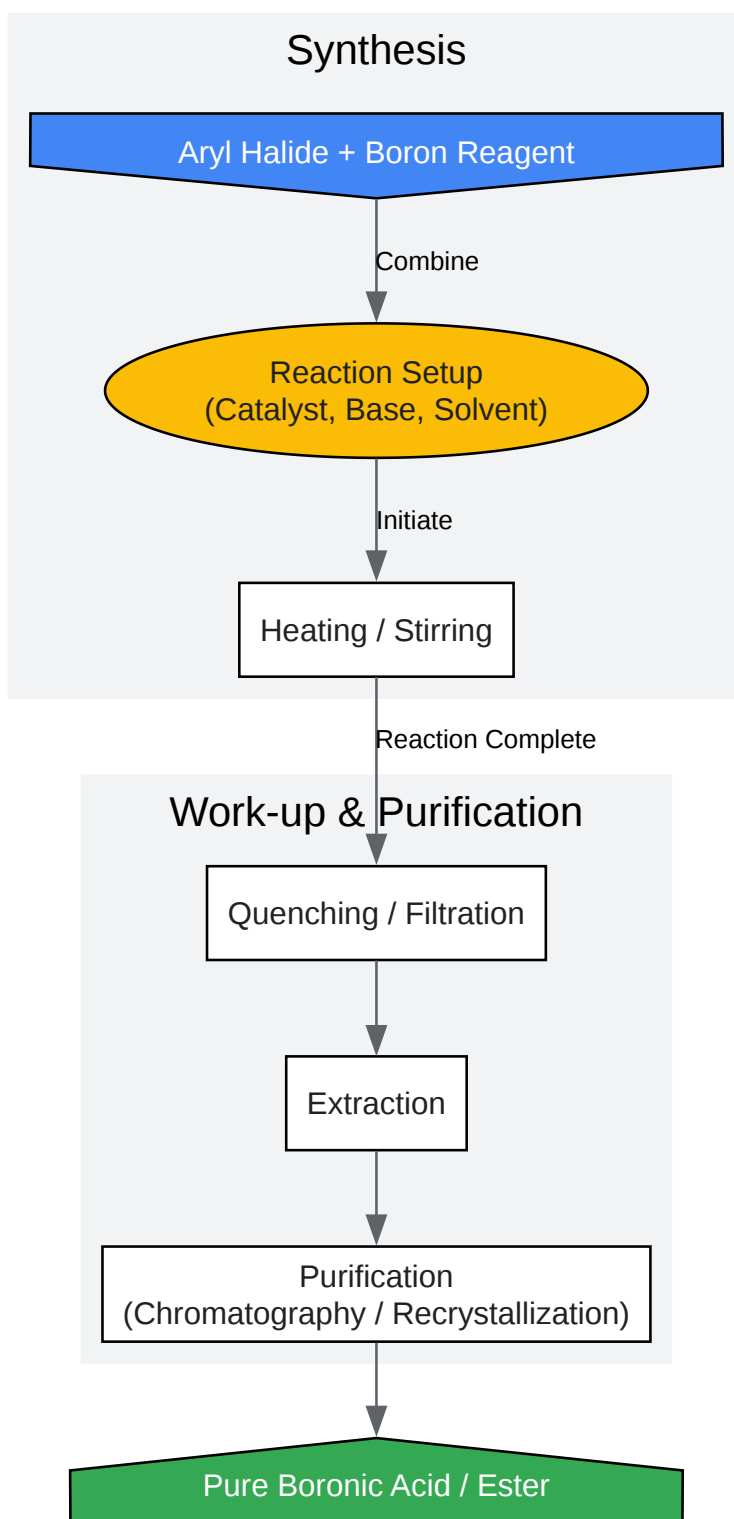 Synthesis
Aryl Halide + Boron Reagent
Combine
Reaction Setup
(Catalyst, Base, Solvent)
Initiate
Heating / Stirring
Reaction Complete
Work-up & Purification
Quenching / Filtration
Extraction
Purification
(Chromatography / Recrystallization)
Pure Boronic Acid / Ester